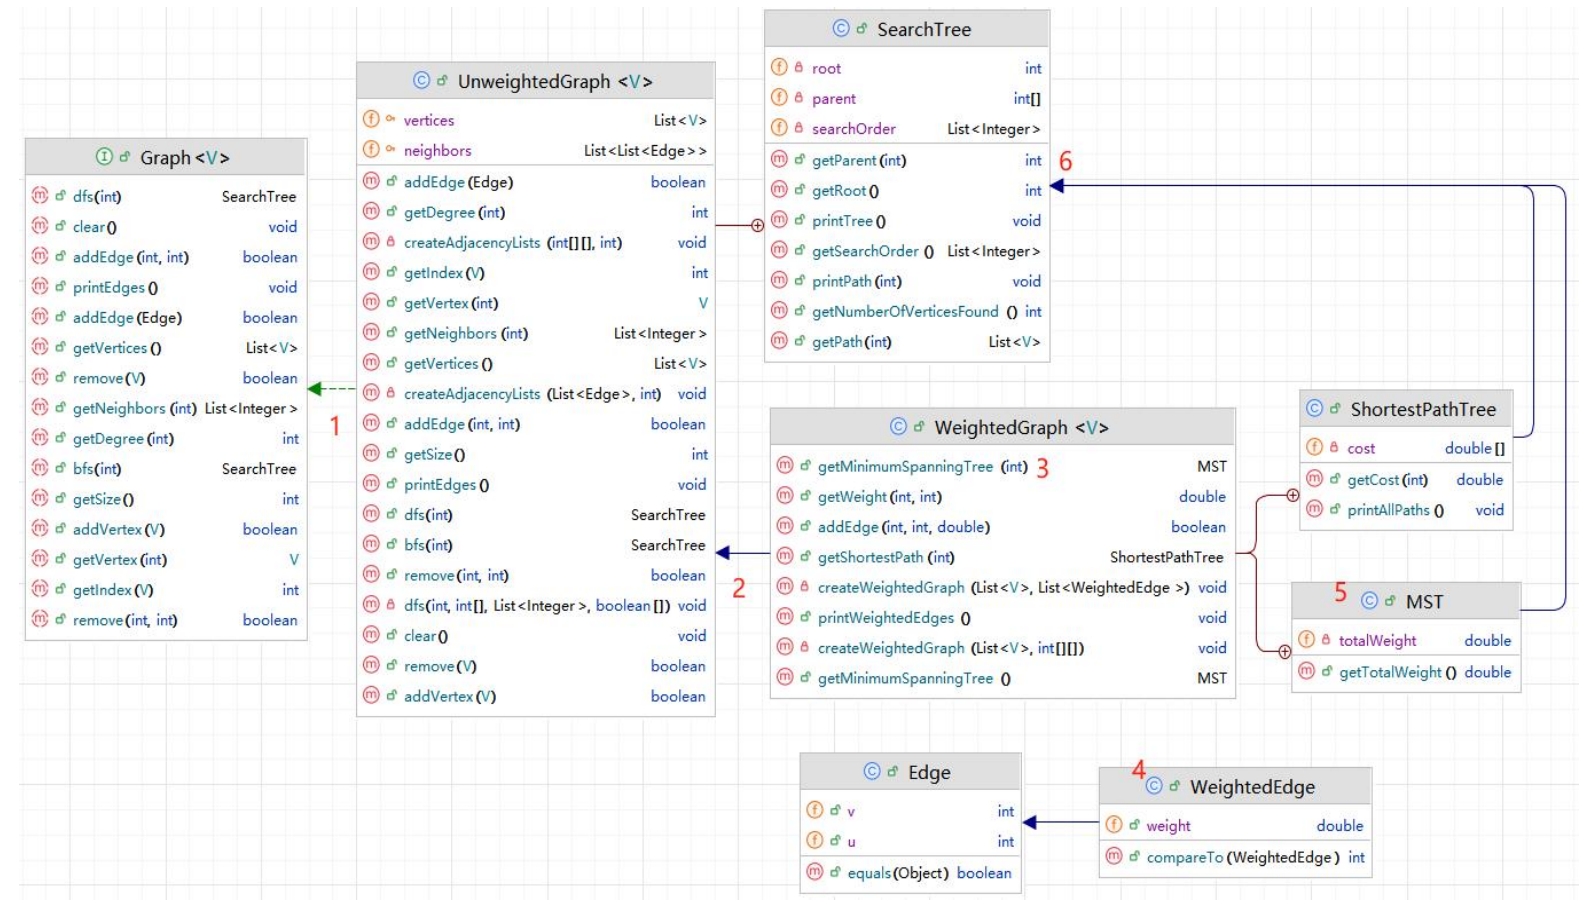 Graph <V>
dfs(int) SearchTree
clear() void
addEdge(int, int) boolean
printEdges() void
addEdge(Edge) boolean
getVertices() List<V>
remove(V) boolean
getNeighbors(int) List<Integer>
getDegree(int) int
bfs(int) SearchTree
getSize() int
addVertex(V) boolean
getVertex(int) V
getIndex(V) int
remove(int, int) boolean
1
UnweightedGraph <V>
vertices List<V>
neighbors List<List<Edge>>
addEdge(Edge) boolean
getDegree(int) int
createAdjacencyLists (int[][], int) void
getIndex(V) int
getVertex(int) V
getNeighbors (int) List<Integer>
getVertices() List<V>
createAdjacencyLists (List<Edge>, int) void
addEdge(int, int) boolean
getSize() int
printEdges() void
dfs(int) SearchTree
bfs(int) SearchTree
remove(int, int) boolean
dfs(int, int[], List<Integer>, boolean[]) void
clear() void
remove(V) boolean
addVertex(V) boolean
2
SearchTree
root int
parent int[]
searchOrder List<Integer>
getParent(int) int
getRoot() int
printTree() void
getSearchOrder () List<Integer>
printPath(int) void
getNumberOfVerticesFound () int
getPath(int) List<V>
6
WeightedGraph <V>
getMinimumSpanningTree (int) 3 MST
getWeight(int, int) double
addEdge(int, int, double) boolean
getShortestPath (int) ShortestPathTree
createWeightedGraph (List<V>, List<WeightedEdge>) void
printWeightedEdges () void
createWeightedGraph (List<V>, int[][]) void
getMinimumSpanningTree () MST
ShortestPathTree
cost double[]
getCost(int) double
printAllPaths () void
5
MST
totalWeight double
getTotalWeight () double
Edge
v int
u int
equals(Object) boolean
4
WeightedEdge
weight double
compareTo(WeightedEdge) int